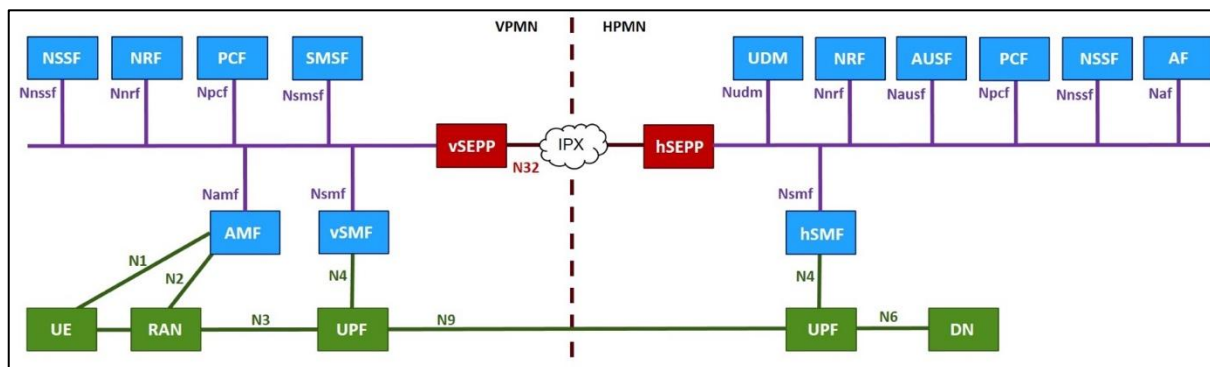 VPMN HPMN
NSSF NRF PCF SMSF UDM NRF AUSF PCF NSSF AF
Nnssf Nnrf Npcf Nsmsf Nudm Nnrf Nausf Npcf Nnssf Naf
vSEPP IPX hSEPP
N32
Namf Nsmf Nsmf
AMF vSMF hSMF
N1 N2 N4 N4
UE RAN N3 UPF N9 UPF N6 DN